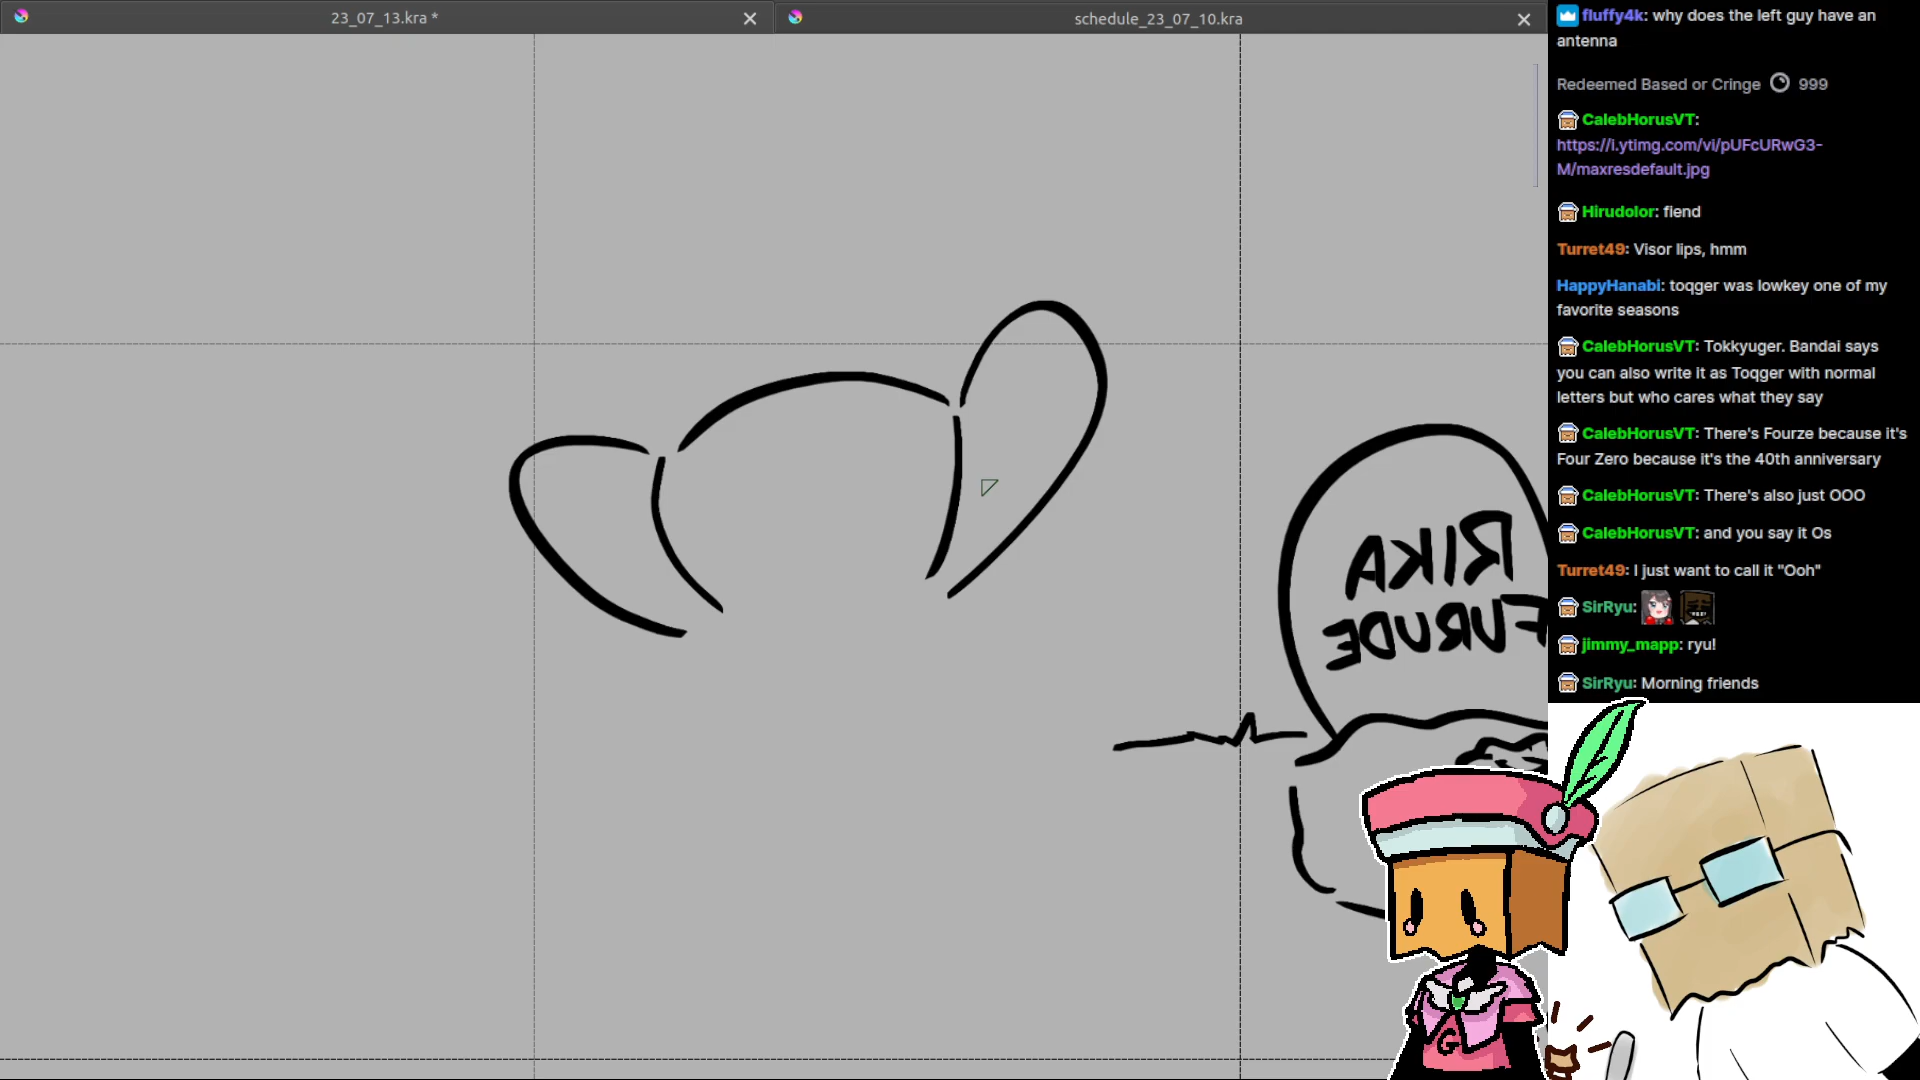 23_07_13.kra *
schedule_23_07_10.kra
fluffy4k: why does the left guy have an
antenna
Redeemed Based or Cringe 999
CalebHorusVT:
https://i.ytimg.com/vi/pUFcURwG3-
M/maxresdefault.jpg
Hirudolor: fiend
Turret49: Visor lips, hmm
HappyHanabi: toqger was lowkey one of my
favorite seasons
CalebHorusVT: Tokkyuger. Bandai says
you can also write it as Toqger with normal
letters but who cares what they say
CalebHorusVT: There's Fourze because it's
Four Zero because it's the 40th anniversary
CalebHorusVT: There's also just OOO
CalebHorusVT: and you say it Os
Turret49: I just want to call it "Ooh"
SirRyu:
jimmy_mapp: ryu!
SirRyu: Morning friends
RIKA
FURUDE
G